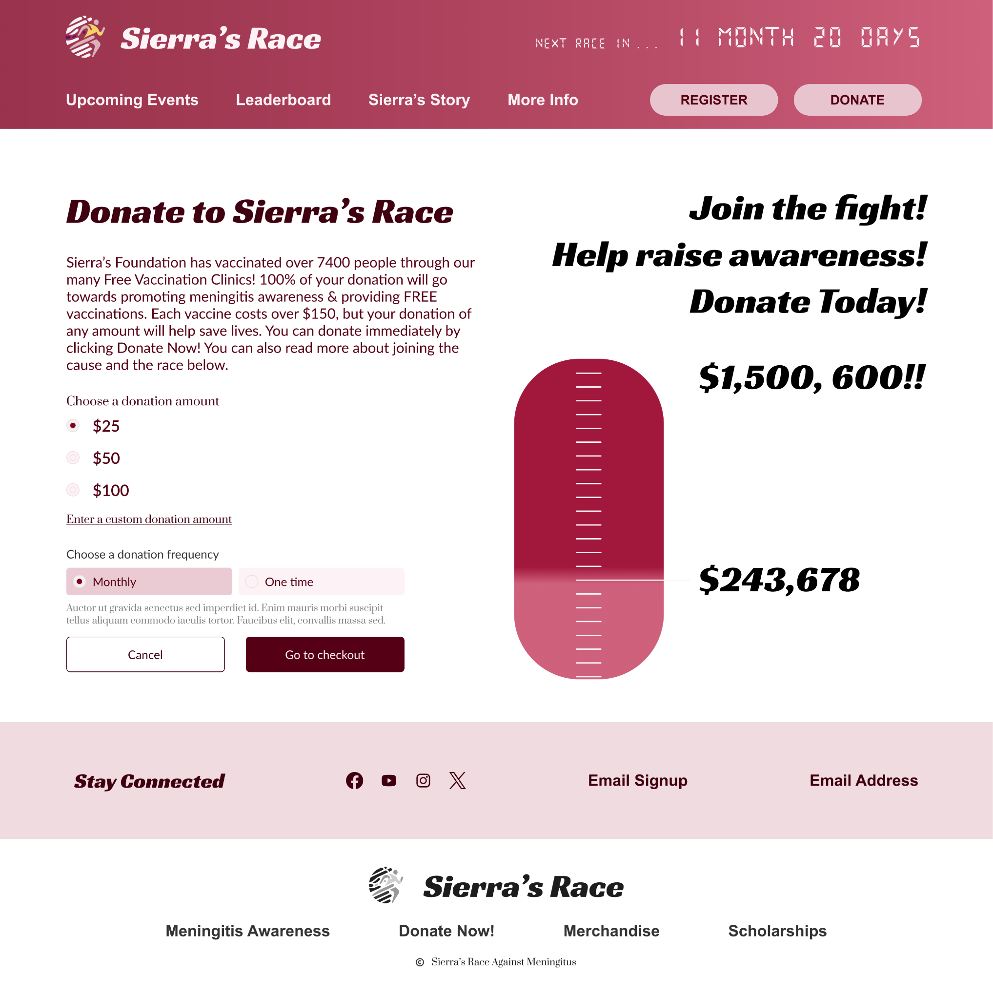 Sierra’s Race
NEXT RACE IN ... 11 MONTH 20 DAYS
Upcoming Events
Leaderboard
Sierra’s Story
More Info
REGISTER
DONATE
Donate to Sierra’s Race
Sierra’s Foundation has vaccinated over 7400 people through our
many Free Vaccination Clinics! 100% of your donation will go
towards promoting meningitis awareness & providing FREE
vaccinations. Each vaccine costs over $150, but your donation of
any amount will help save lives. You can donate immediately by
clicking Donate Now! You can also read more about joining the
cause and the race below.
Choose a donation amount
$25
$50
$100
Enter a custom donation amount
Choose a donation frequency
Monthly
One time
Auctor ut gravida senectus sed imperdiet id. Enim mauris morbi suscipit
tellus aliquam commodo iaculis tortor. Faucibus elit, convallis massa sed.
Cancel
Go to checkout
Join the fight!
Help raise awareness!
Donate Today!
$1,500, 600!!
$243,678
Stay Connected
Email Signup
Email Address
Sierra’s Race
Meningitis Awareness
Donate Now!
Merchandise
Scholarships
© Sierra’s Race Against Meningitus